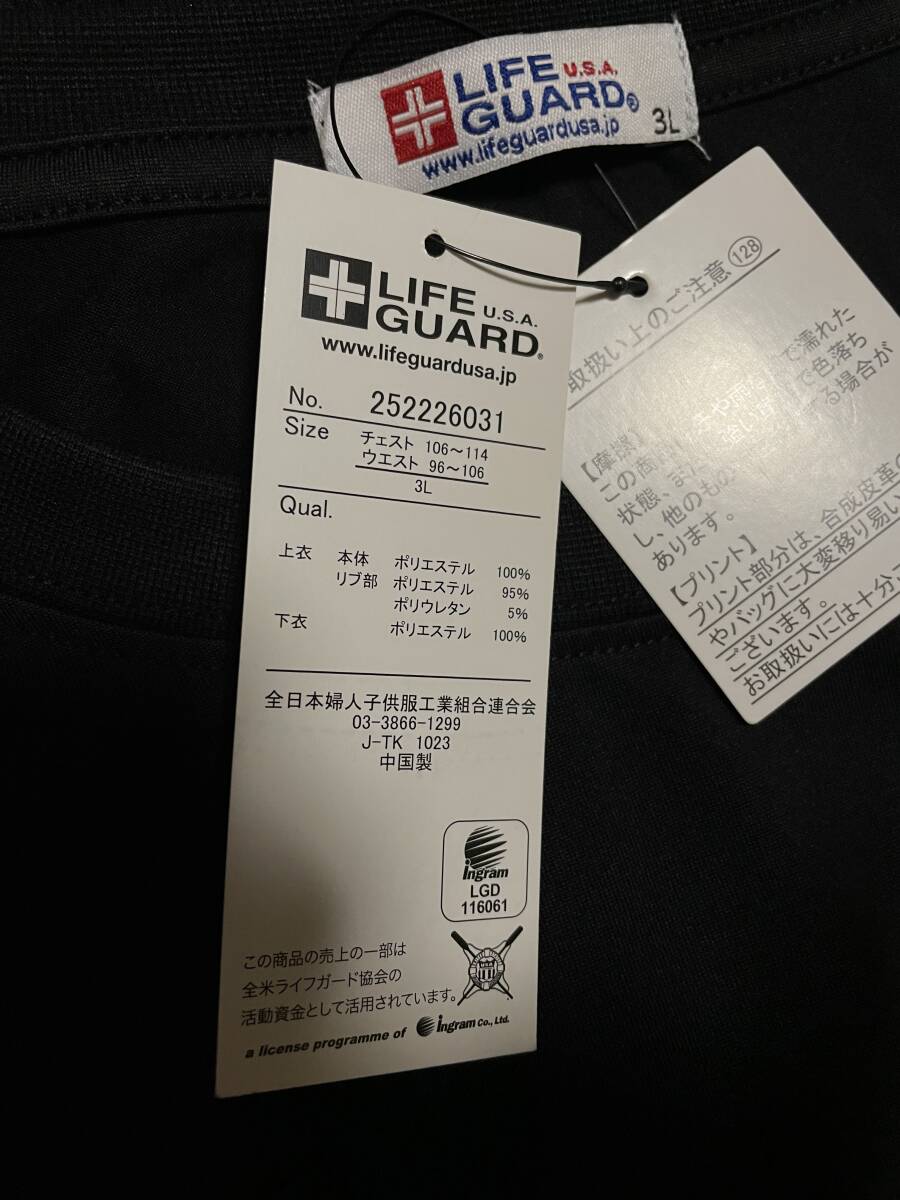 LIFE U.S.A.
GUARD®
www.lifeguardusa.jp
3L
LIFE U.S.A.
GUARD®
www.lifeguardusa.jp
No. 252226031
Size チェスト 106～114
ウエスト 96～106
3L
Qual.
上衣 本体 ポリエステル 100%
リブ部 ポリエステル 95%
ポリウレタン 5%
下衣 ポリエステル 100%
全日本婦人子供服工業組合連合会
03-3866-1299
J-TK 1023
中国製
ingram
LGD
116061
この商品の売上の一部は
全米ライフガード協会の
活動資金として活用されています。
a license programme of ingram Co., Ltd.
取扱い上のご注意 128
【摩擦】
この商 や雨 で濡れた
状態、ま 強い で色落ち
し、他のもの する場合が
あります。
【プリント】
プリント部分は、合成皮革の
やバッグに大変移り易い
ございます。
お取扱いには十分